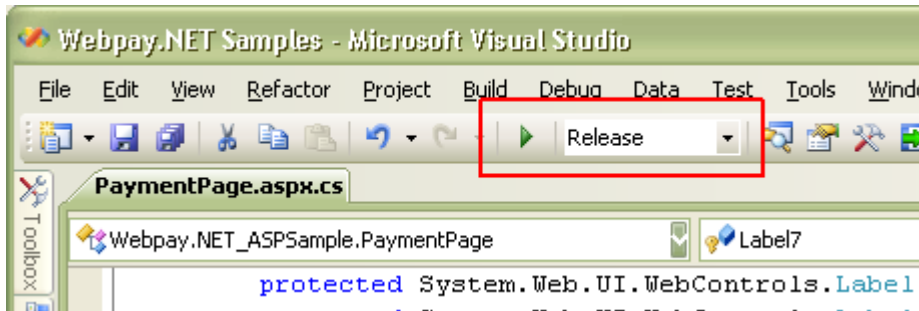 Webpay.NET Samples - Microsoft Visual Studio
File Edit View Refactor Project Build Debug Data Test Tools
Release
PaymentPage.aspx.cs
Toolbox
Webpay.NET_ASPSample.PaymentPage Label7
protected System.Web.UI.WebControls.Label